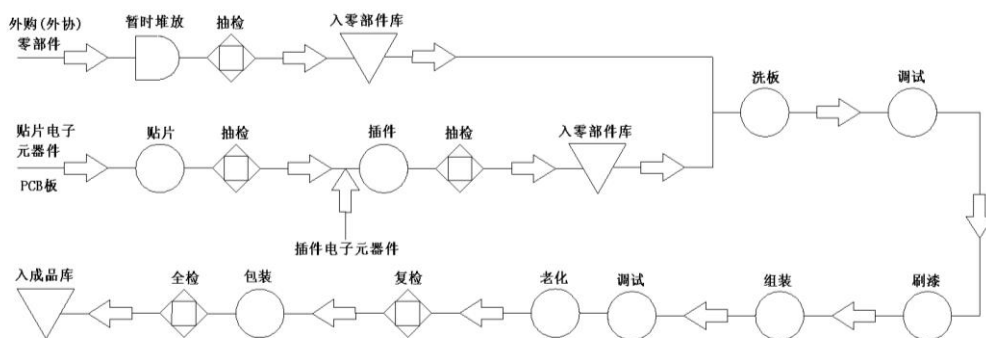 外购(外协)
零部件
暂时堆放
抽检
入零部件库
洗板
调试
贴片电子
元器件
PCB板
贴片
抽检
插件
抽检
入零部件库
插件电子元器件
入成品库
全检
包装
复检
老化
调试
组装
刷漆